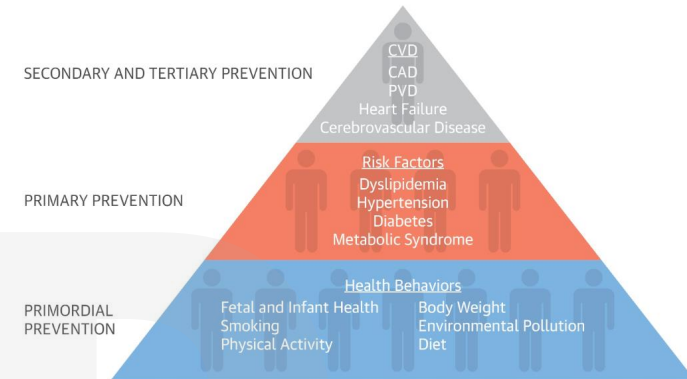 SECONDARY AND TERTIARY PREVENTION
CVD
CAD
PVD
Heart Failure
Cerebrovascular Disease
PRIMARY PREVENTION
Risk Factors
Dyslipidemia
Hypertension
Diabetes
Metabolic Syndrome
PRIMORDIAL
PREVENTION
Health Behaviors
Fetal and Infant Health
Smoking
Physical Activity
Body Weight
Environmental Pollution
Diet